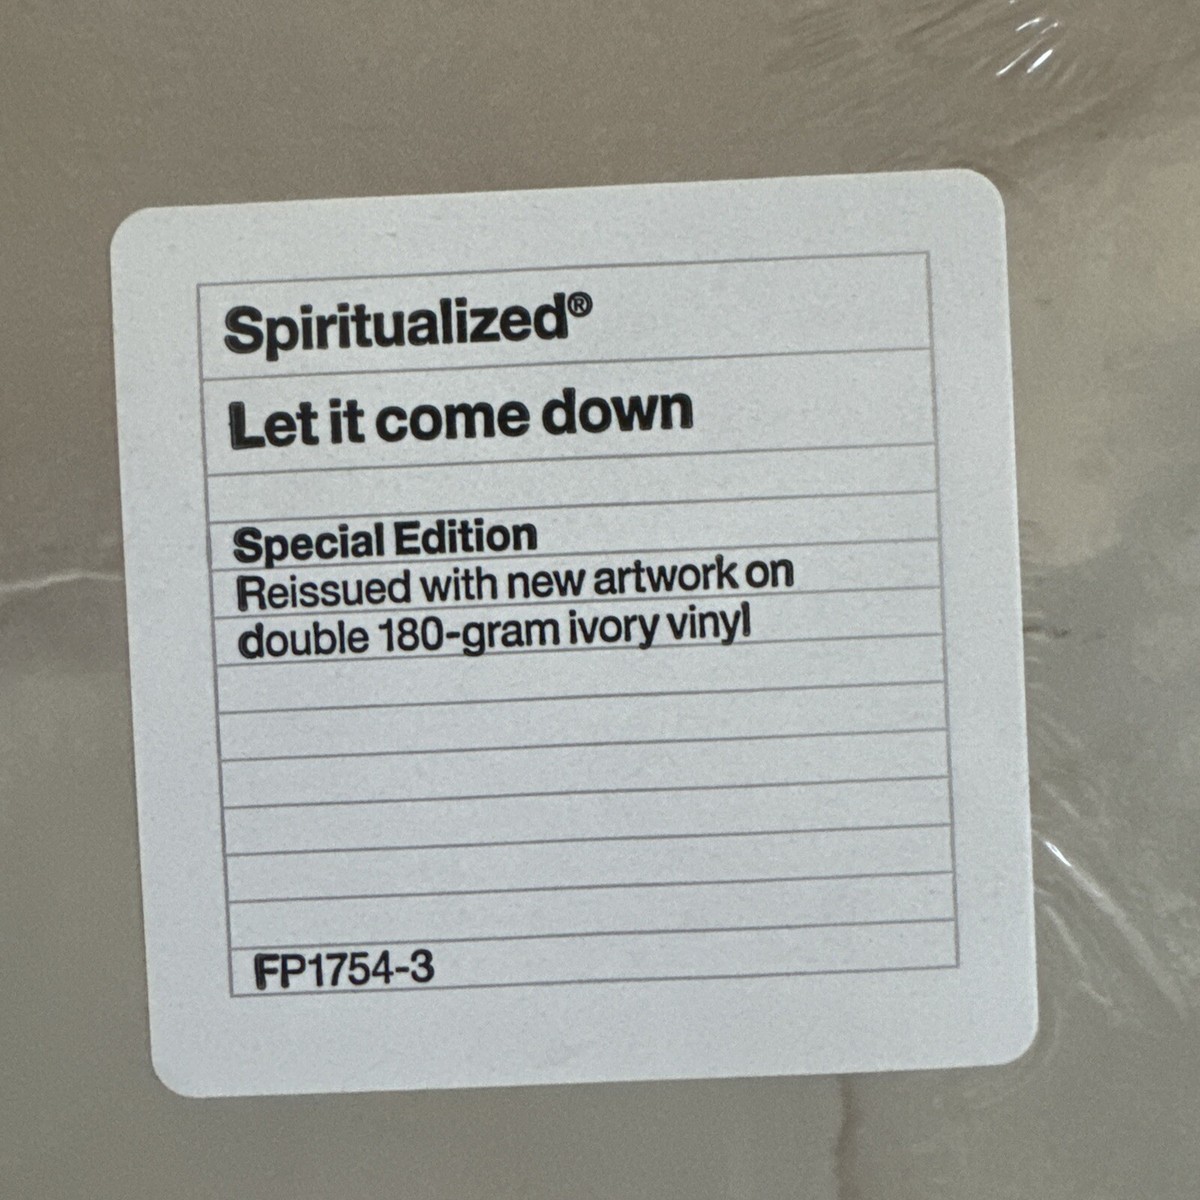 Spiritualized®
Let it come down
Special Edition
Reissued with new artwork on
double 180-gram ivory vinyl
FP1754-3